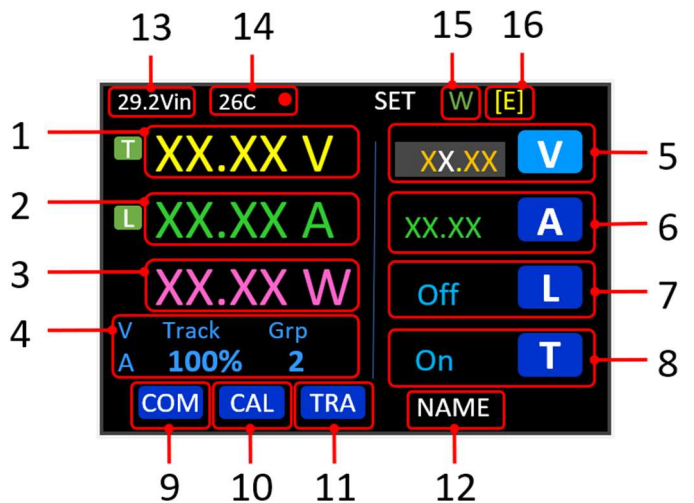 13 14 15 16
29.2Vin 26C SET W [E]
1 T XX.XX V XX.XX V 5
2 L XX.XX A XX.XX A 6
3 XX.XX W Off L 7
4 V Track Grp
A 100% 2 On T 8
COM CAL TRA NAME
9 10 11 12